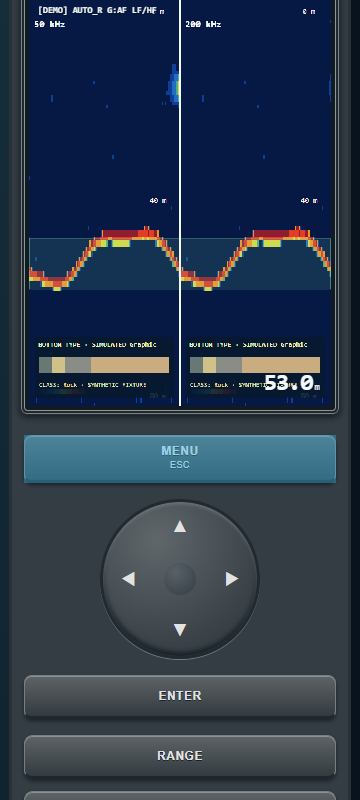 [DEMO] AUTO_R G:AF LF/HF m
0 m
50 kHz
200 kHz
40 m
40 m
BOTTOM TYPE · SIMULATED Graphic
BOTTOM TYPE · SIMULATED Graphic
CLASS: Rock · SYNTHETIC FIXTURE
CLASS: Rock · SYNTHETIC
53.0m
80 m
MENU
ESC
ENTER
RANGE